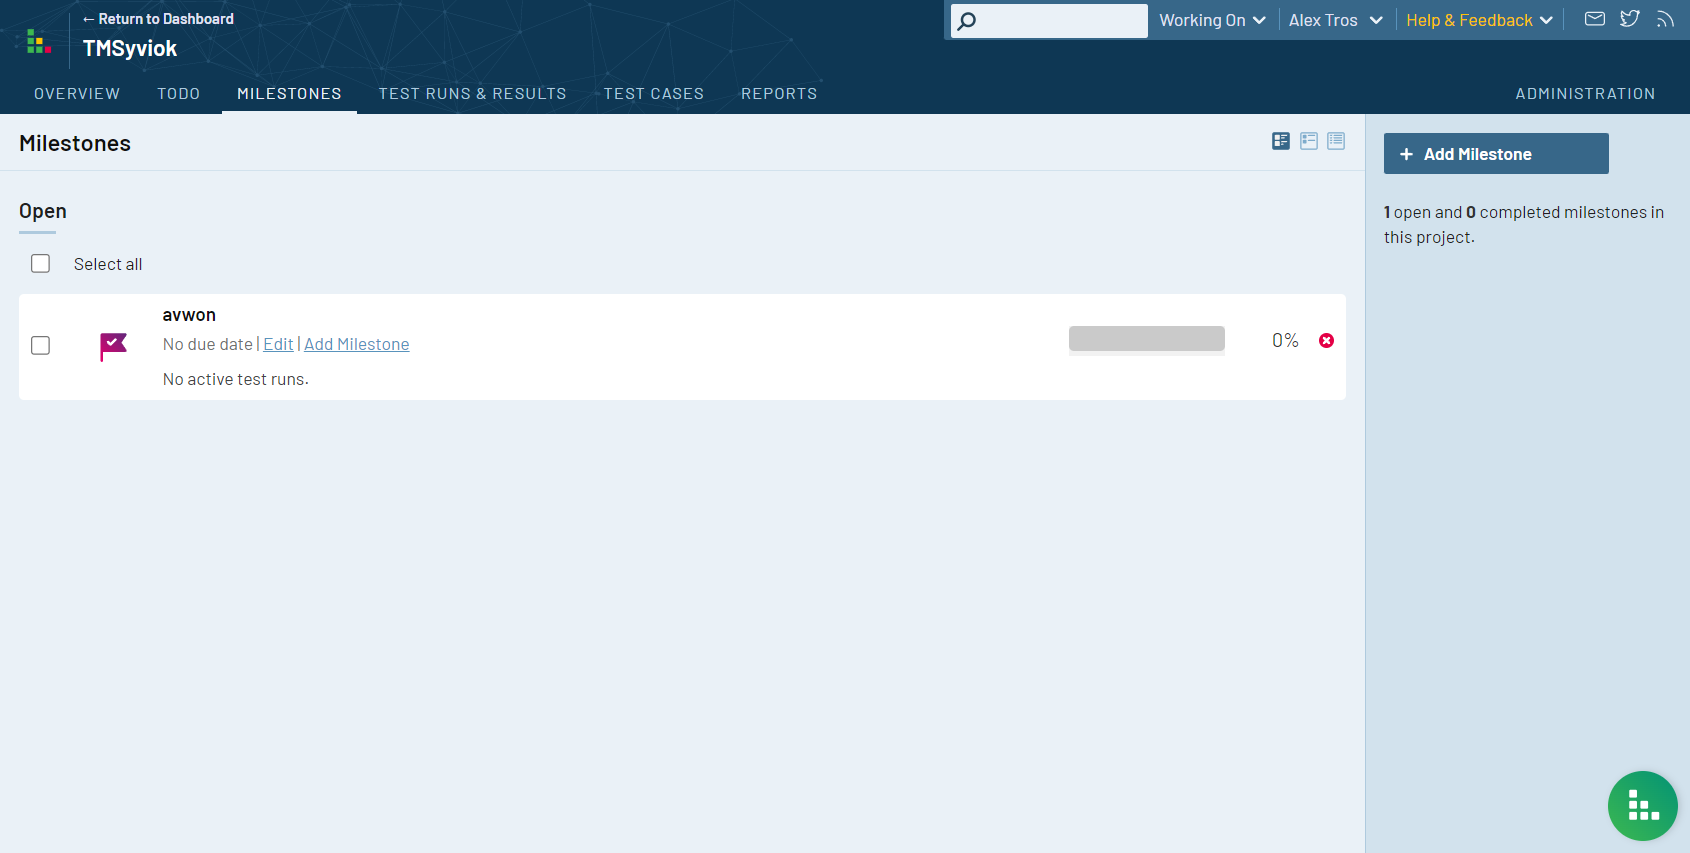 ← Return to Dashboard
TMSyviok
Working On
Alex Tros
Help & Feedback
OVERVIEW
TODO
MILESTONES
TEST RUNS & RESULTS
TEST CASES
REPORTS
ADMINISTRATION
Milestones
+ Add Milestone
1 open and 0 completed milestones in
this project.
Open
Select all
avwon
No due date | Edit | Add Milestone
No active test runs.
0%